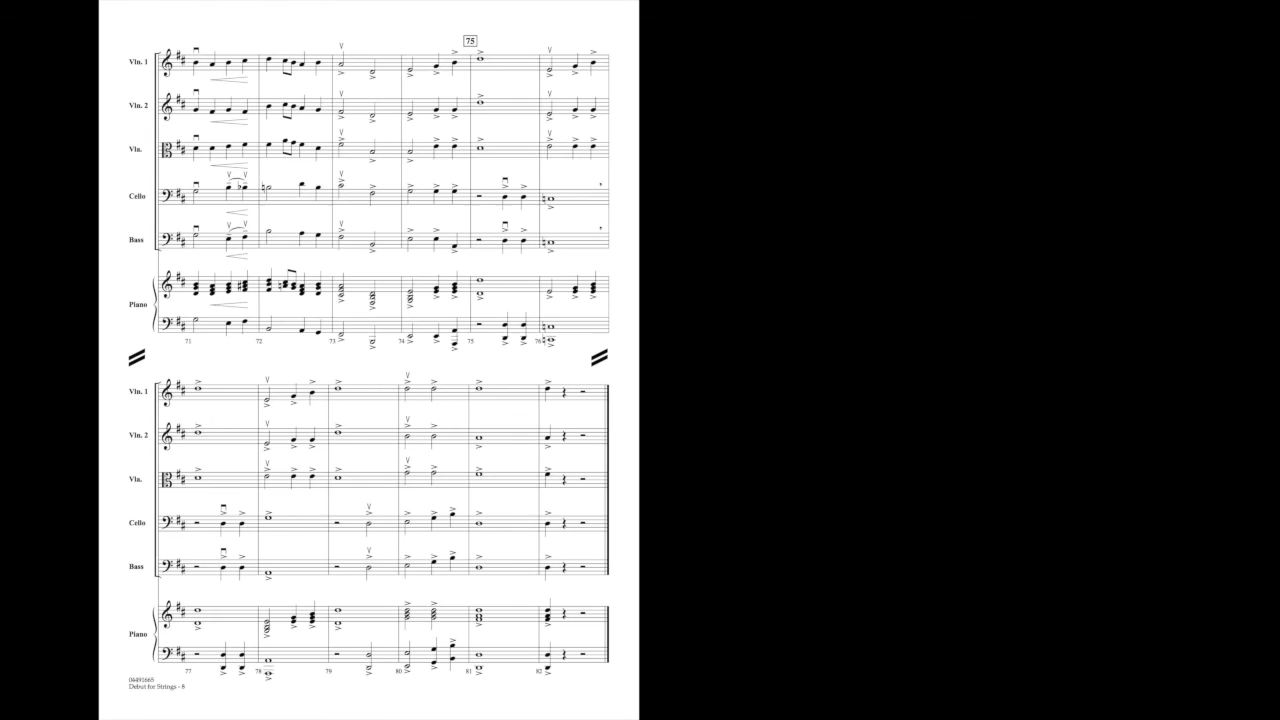 75
Vln. 1
Vln. 2
Vla.
Cello
Bass
Piano
71 72 73 74 75 76
Vln. 1
Vln. 2
Vla.
Cello
Bass
Piano
77 78 79 80 81 82
04491665
Debut for Strings - 8